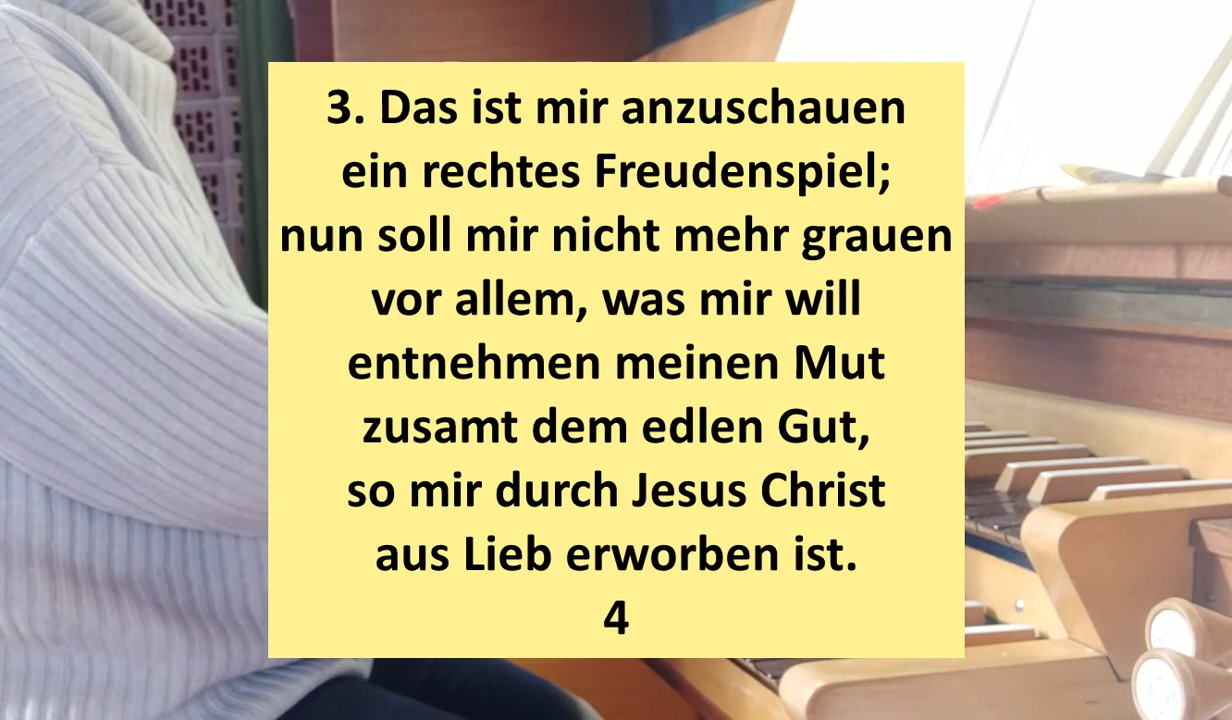 3. Das ist mir anzuschauen
ein rechtes Freudenspiel;
nun soll mir nicht mehr grauen
vor allem, was mir will
entnehmen meinen Mut
zusamt dem edlen Gut,
so mir durch Jesus Christ
aus Lieb erworben ist.
4